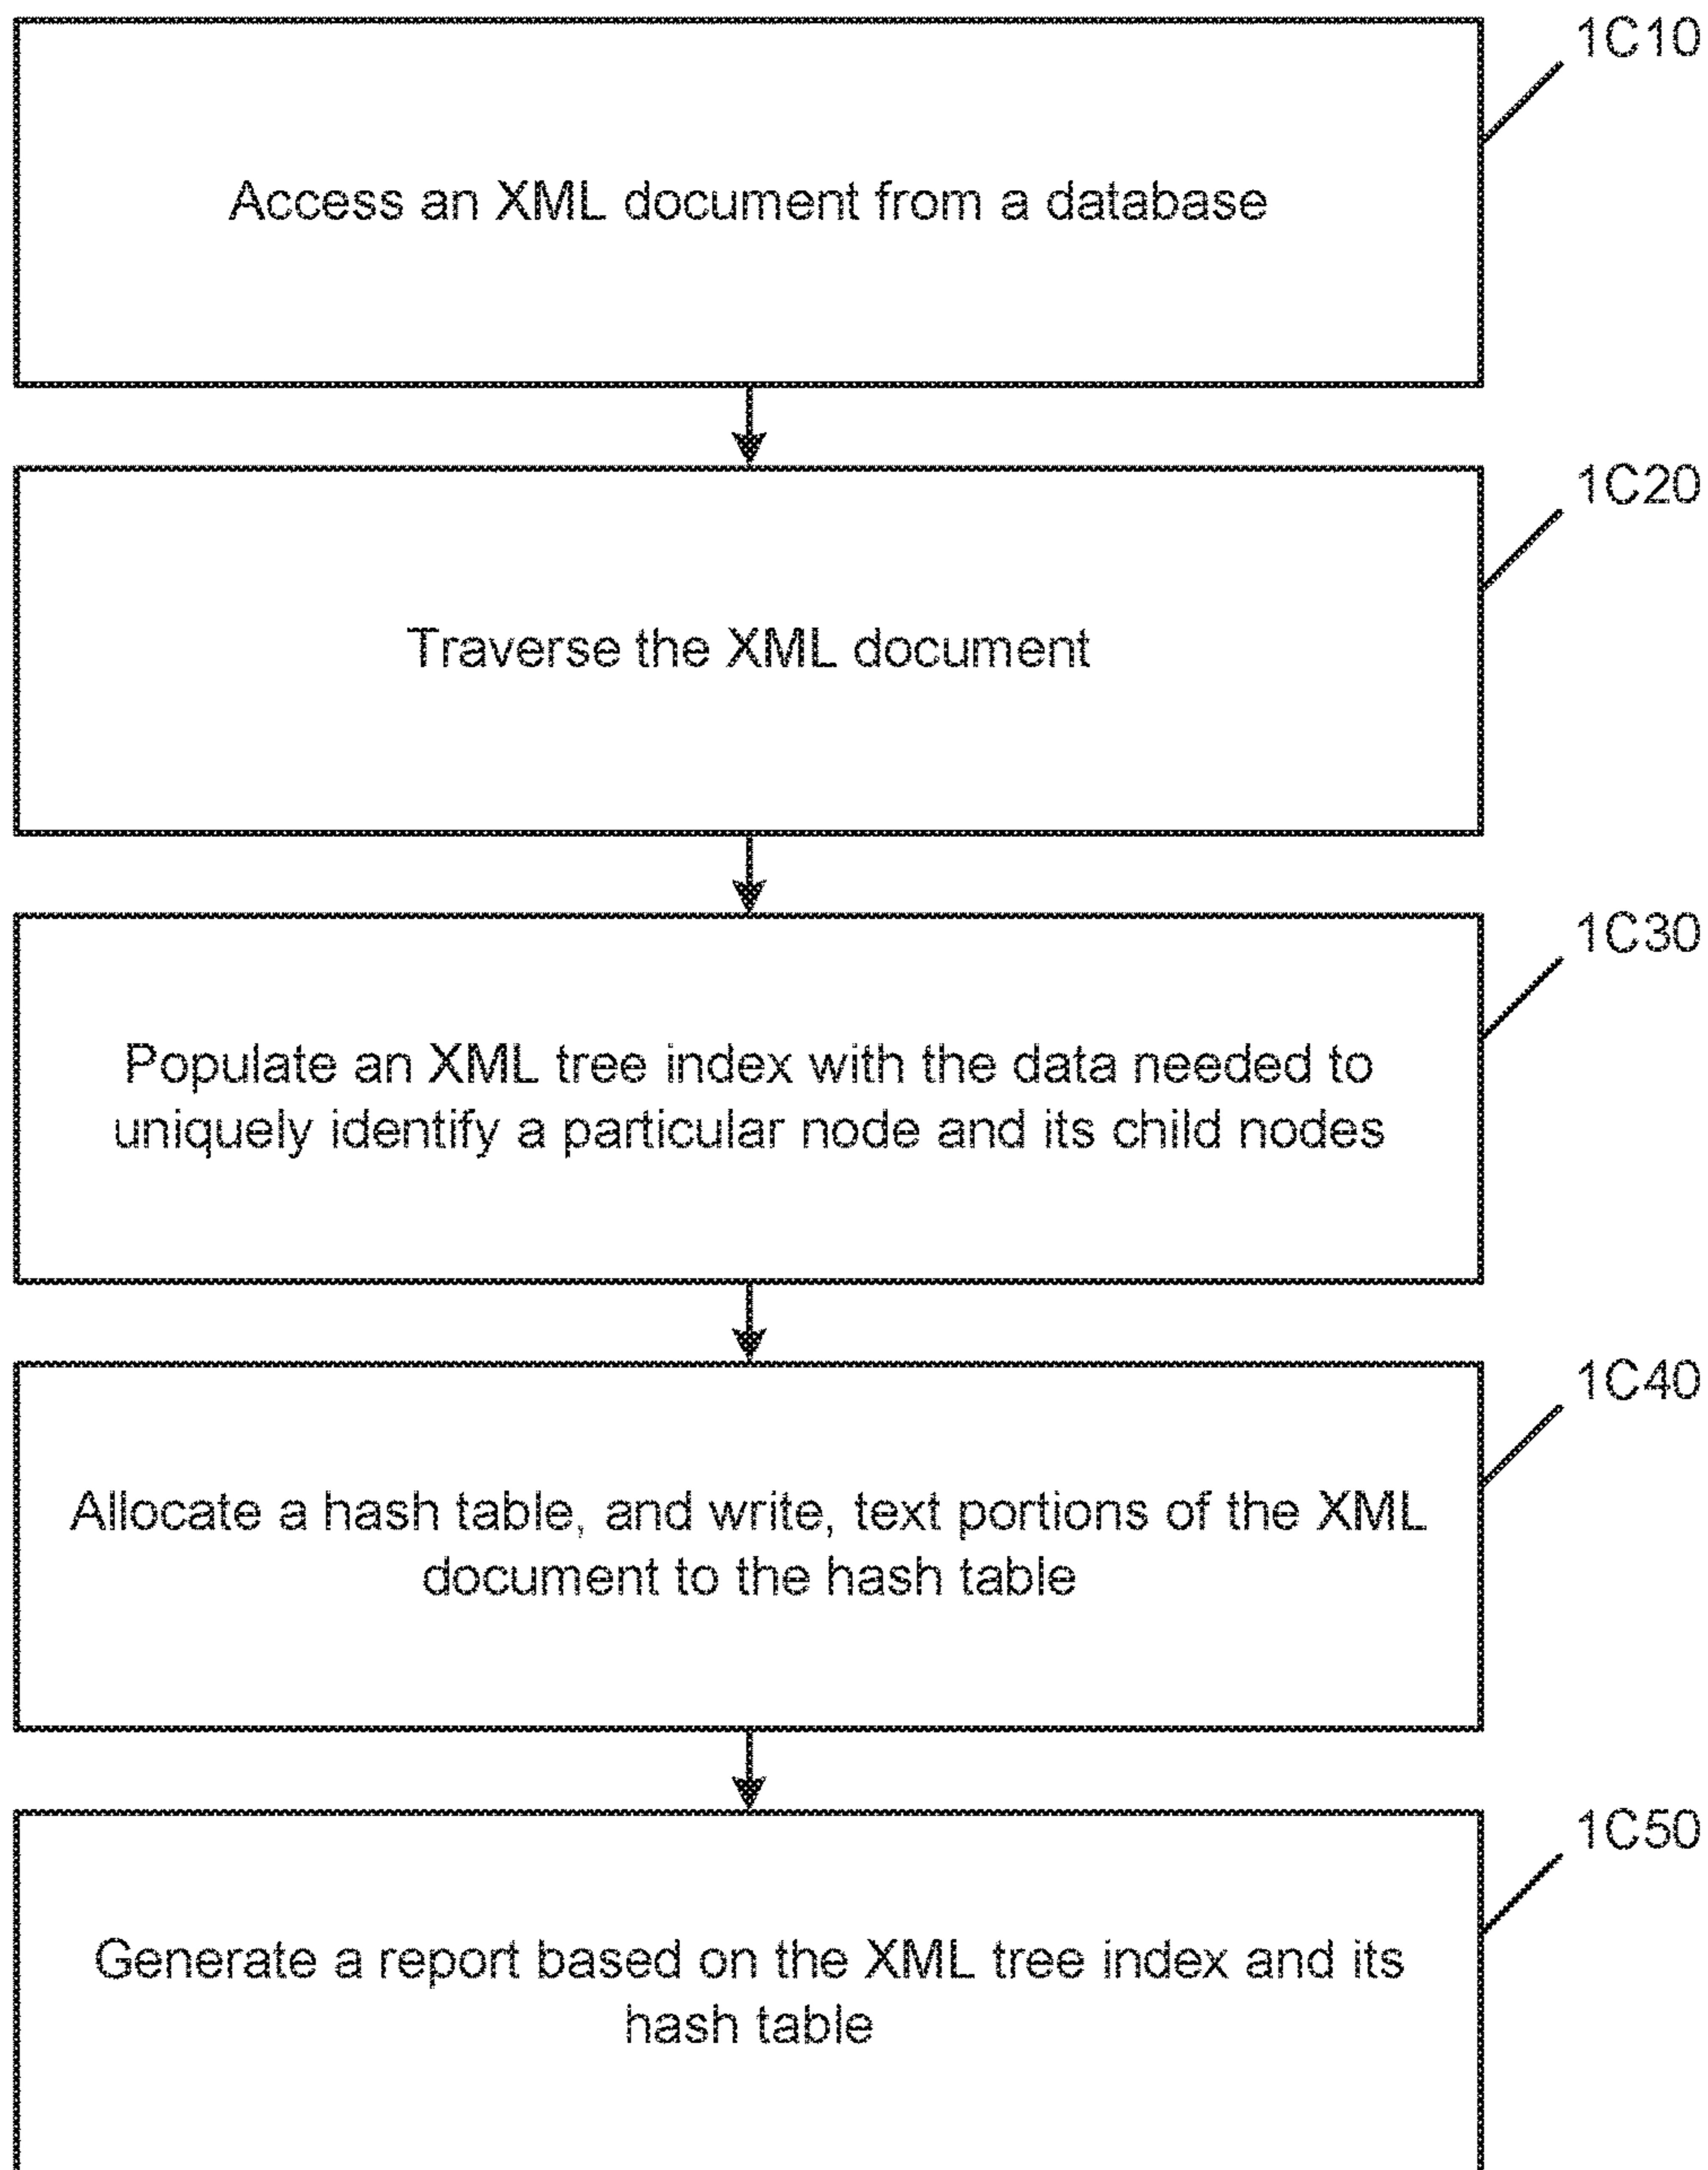 1C10
Access an XML document from a database
1C20
Traverse the XML document
1C30
Populate an XML tree index with the data needed to
uniquely identify a particular node and its child nodes
1C40
Allocate a hash table, and write, text portions of the XML
document to the hash table
1C50
Generate a report based on the XML tree index and its
hash table